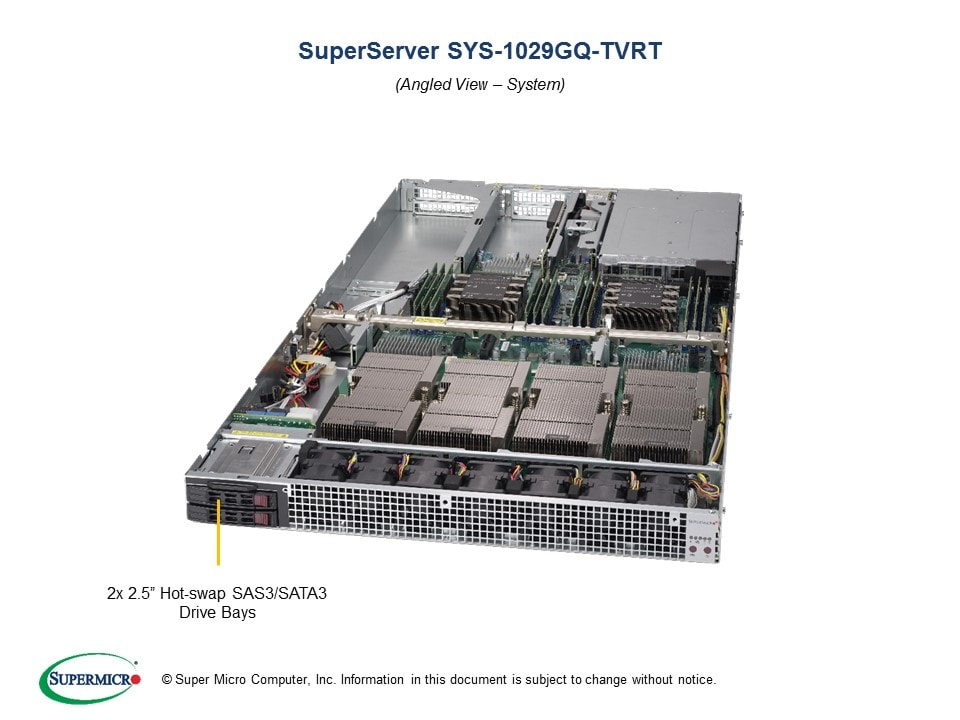 SuperServer SYS-1029GQ-TVRT
(Angled View – System)
2x 2.5” Hot-swap SAS3/SATA3
Drive Bays
SUPERMICRO
© Super Micro Computer, Inc. Information in this document is subject to change without notice.